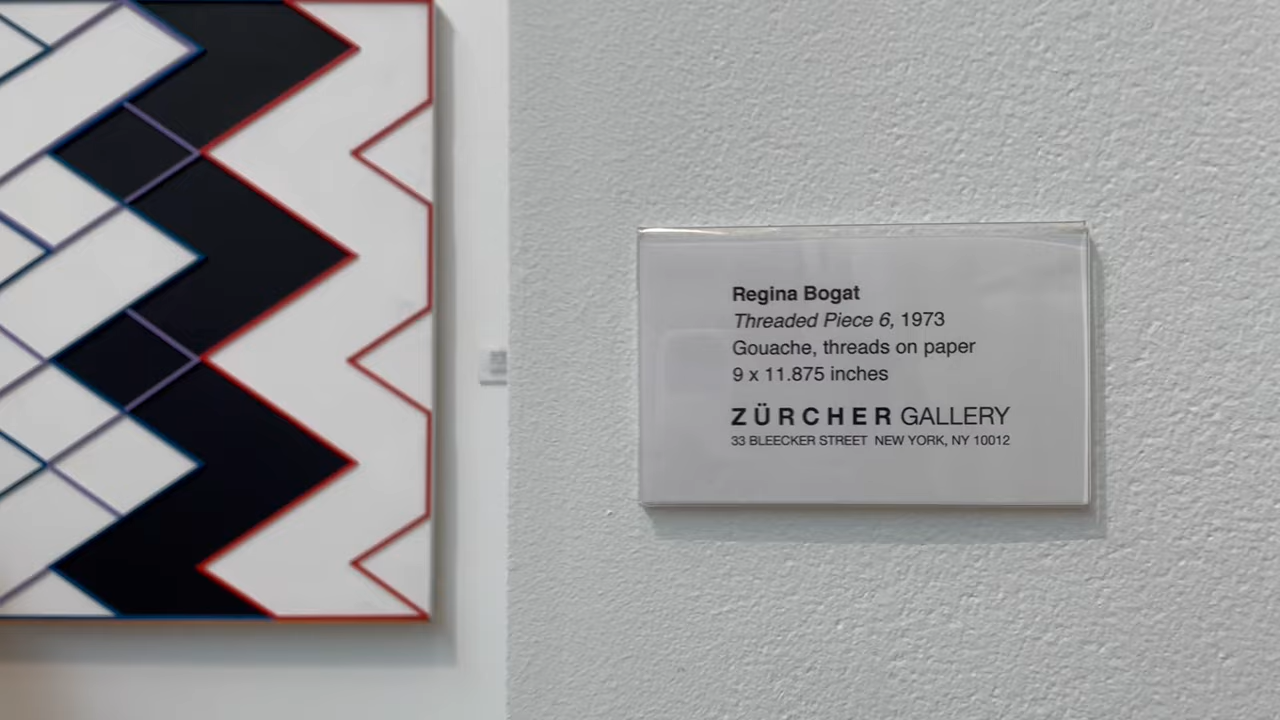 Regina Bogat
Threaded Piece 6, 1973
Gouache, threads on paper
9 x 11.875 inches
ZÜRCHER GALLERY
33 BLEECKER STREET NEW YORK, NY 10012